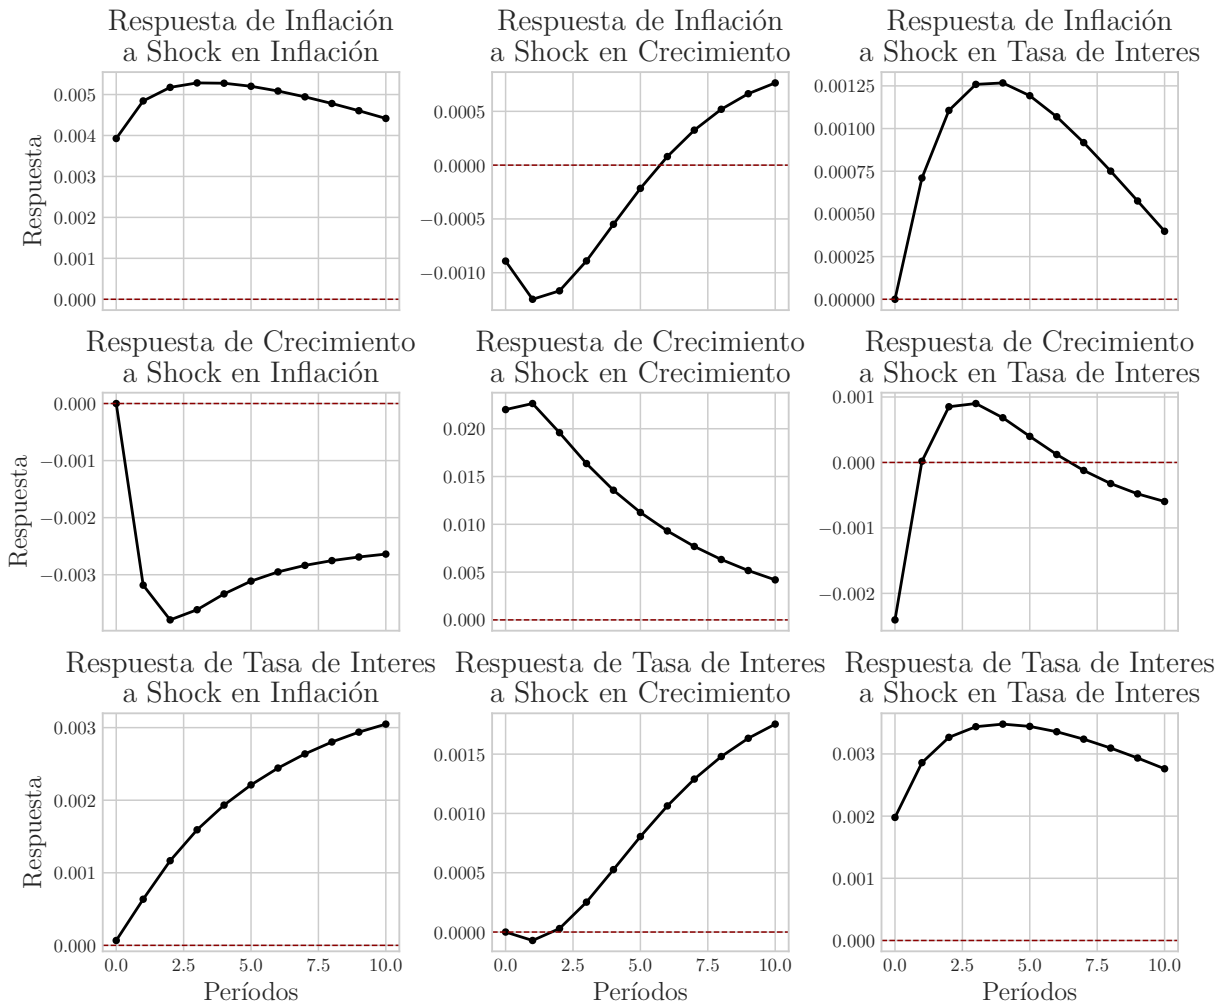 Respuesta de Inflación
a Shock en Inflación
Respuesta de Inflación
a Shock en Crecimiento
Respuesta de Inflación
a Shock en Tasa de Interes
Respuesta
0.005
0.004
0.003
0.002
0.001
0.000
0.0005
0.0000
−0.0005
−0.0010
0.00125
0.00100
0.00075
0.00050
0.00025
0.00000
Respuesta de Crecimiento
a Shock en Inflación
Respuesta de Crecimiento
a Shock en Crecimiento
Respuesta de Crecimiento
a Shock en Tasa de Interes
Respuesta
0.000
−0.001
−0.002
−0.003
0.020
0.015
0.010
0.005
0.000
0.001
0.000
−0.001
−0.002
Respuesta de Tasa de Interes
a Shock en Inflación
Respuesta de Tasa de Interes
a Shock en Crecimiento
Respuesta de Tasa de Interes
a Shock en Tasa de Interes
Respuesta
0.003
0.002
0.001
0.000
0.0 2.5 5.0 7.5 10.0
Períodos
0.0015
0.0010
0.0005
0.0000
0.0 2.5 5.0 7.5 10.0
Períodos
0.003
0.002
0.001
0.000
0.0 2.5 5.0 7.5 10.0
Períodos